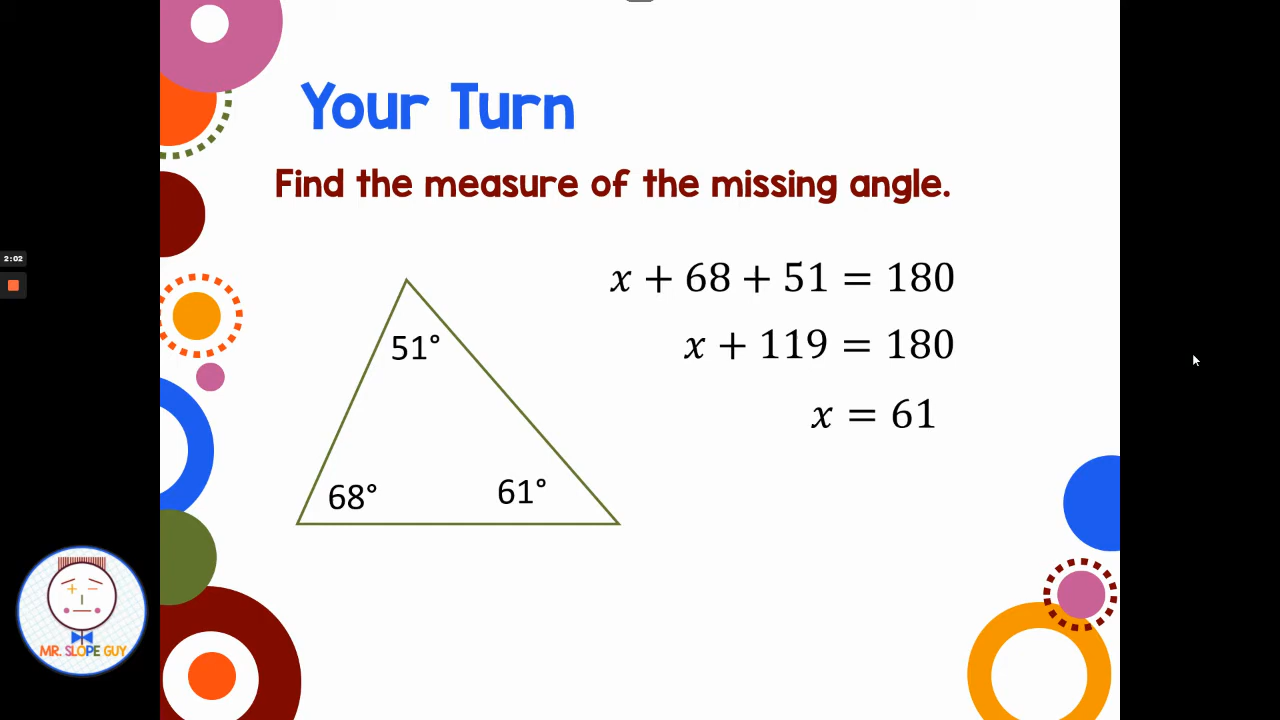 Your Turn
Find the measure of the missing angle.
x + 68 + 51 = 180
x + 119 = 180
x = 61
51°
68°
61°
2:02
MR. SLOPE GUY